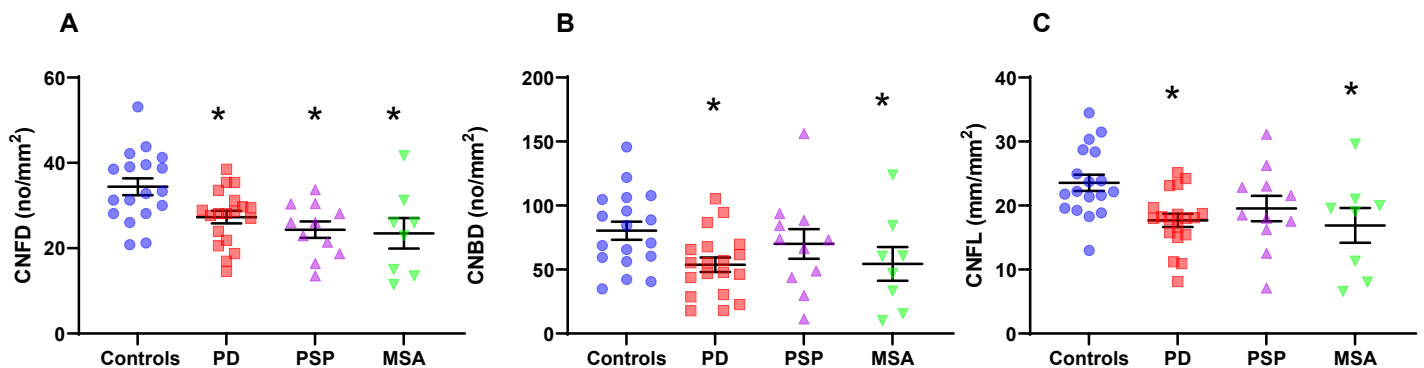 A
CNFD (no/mm²)
60
40
20
0
* * *
Controls PD PSP MSA
B
CNBD (no/mm²)
200
150
100
50
0
* *
Controls PD PSP MSA
C
CNFL (mm/mm²)
40
30
20
10
0
* *
Controls PD PSP MSA